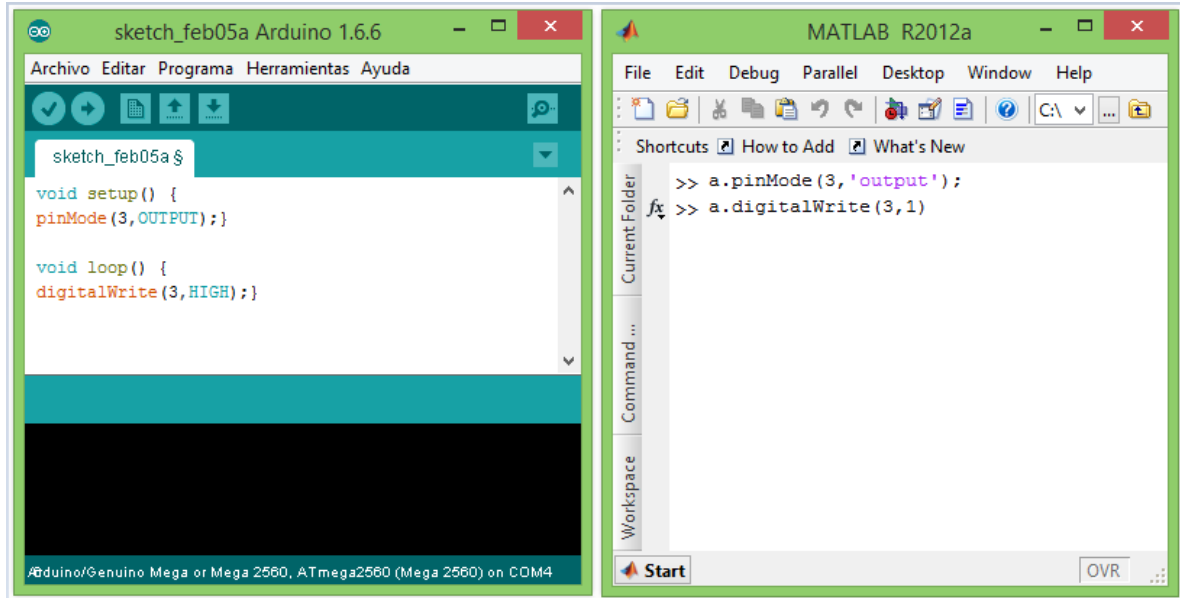 sketch_feb05a Arduino 1.6.6
Archivo Editar Programa Herramientas Ayuda
sketch_feb05a §
void setup() {
pinMode(3,OUTPUT);}
void loop() {
digitalWrite(3,HIGH);}
Arduino/Genuino Mega or Mega 2560, ATmega2560 (Mega 2560) on COM4
MATLAB R2012a
File Edit Debug Parallel Desktop Window Help
C:\ ...
Shortcuts How to Add What's New
Current Folder
Command ...
Workspace
>> a.pinMode(3,'output');
fx >> a.digitalWrite(3,1)
Start
OVR